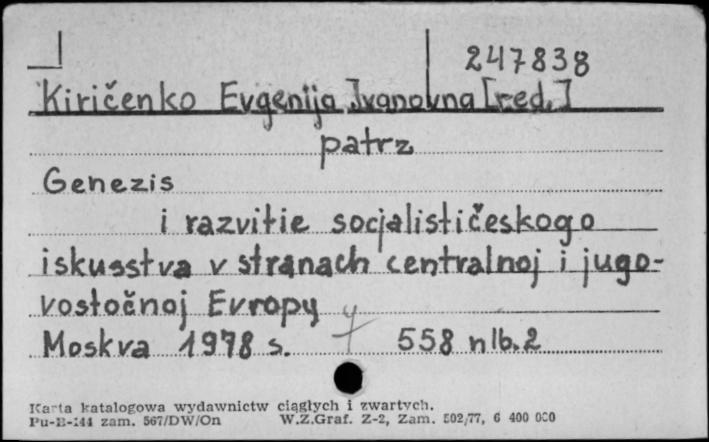 247838
Kiričenko Evgenija Ivanovna [red.]
patrz
Genezis
i razvitie socjalističeskogo
iskusstva v stranach centralnoj i jugo-
vostočnoj Evropy
Moskva 1978 s. 558 nlb. 2
Karta katalogowa wydawnictw ciągłych i zwartych.
Pu-B-144 zam. 567/DW/On W.Z.Graf. Z-2, Zam. 502/77, 6 400 000